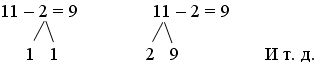 11 – 2 = 9 11 – 2 = 9
1 1 2 9 И т. д.